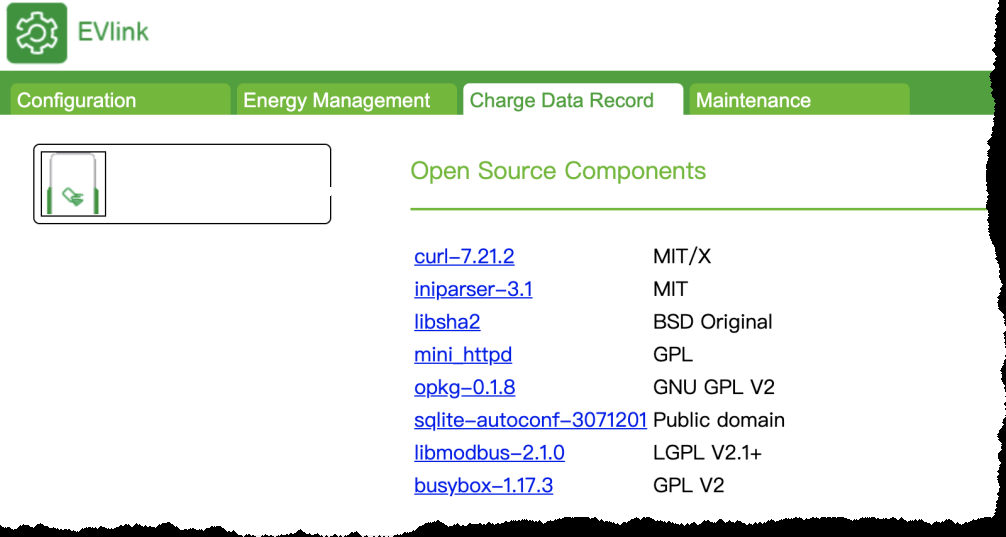 EVlink
Configuration Energy Management Charge Data Record Maintenance
Open Source Components
curl-7.21.2 MIT/X
iniparser-3.1 MIT
libsha2 BSD Original
mini_httpd GPL
opkg-0.1.8 GNU GPL V2
sqlite-autoconf-3071201 Public domain
libmodbus-2.1.0 LGPL V2.1+
busybox-1.17.3 GPL V2